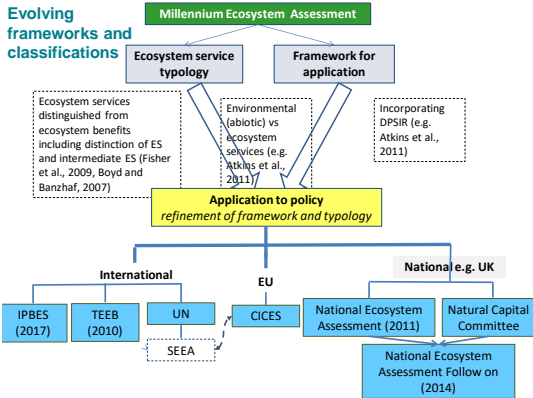 Evolving
frameworks and
classifications
Millennium Ecosystem Assessment
Ecosystem service
typology
Framework for
application
Ecosystem services
distinguished from
ecosystem benefits
including distinction of ES
and intermediate ES (Fisher
et al., 2009, Boyd and
Banzhaf, 2007)
Environmental
(abiotic) vs
ecosystem
services (e.g.
Atkins et al.,
2011)
Incorporating
DPSIR (e.g.
Atkins et al.,
2011)
Application to policy
refinement of framework and typology
International
EU
National e.g. UK
IPBES
(2017)
TEEB
(2010)
UN
SEEA
CICES
National Ecosystem
Assessment (2011)
Natural Capital
Committee
National Ecosystem
Assessment Follow on
(2014)